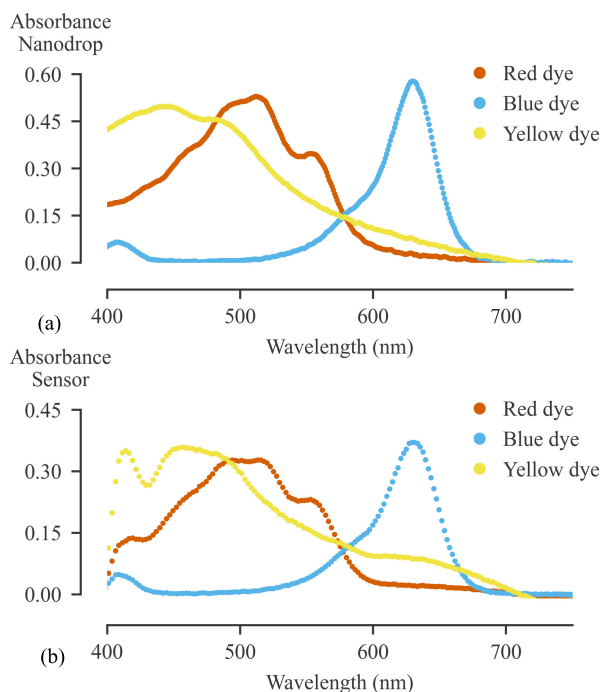 Absorbance
Nanodrop
0.60
0.45
0.30
0.15
0.00
Red dye
Blue dye
Yellow dye
400
500
600
700
Wavelength (nm)
(a)
Absorbance
Sensor
0.45
0.30
0.15
0.00
Red dye
Blue dye
Yellow dye
400
500
600
700
Wavelength (nm)
(b)